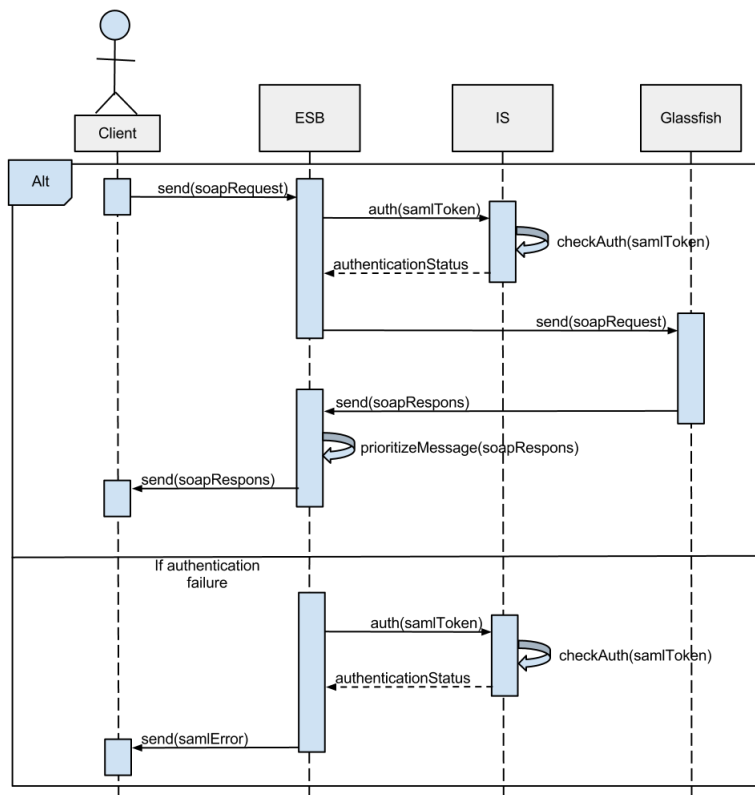 Client
ESB
IS
Glassfish
Alt
send(soapRequest)
auth(samlToken)
checkAuth(samlToken)
authenticationStatus
send(soapRequest)
send(soapRespons)
prioritizeMessage(soapRespons)
send(soapRespons)
If authentication
failure
auth(samlToken)
checkAuth(samlToken)
authenticationStatus
send(samlError)